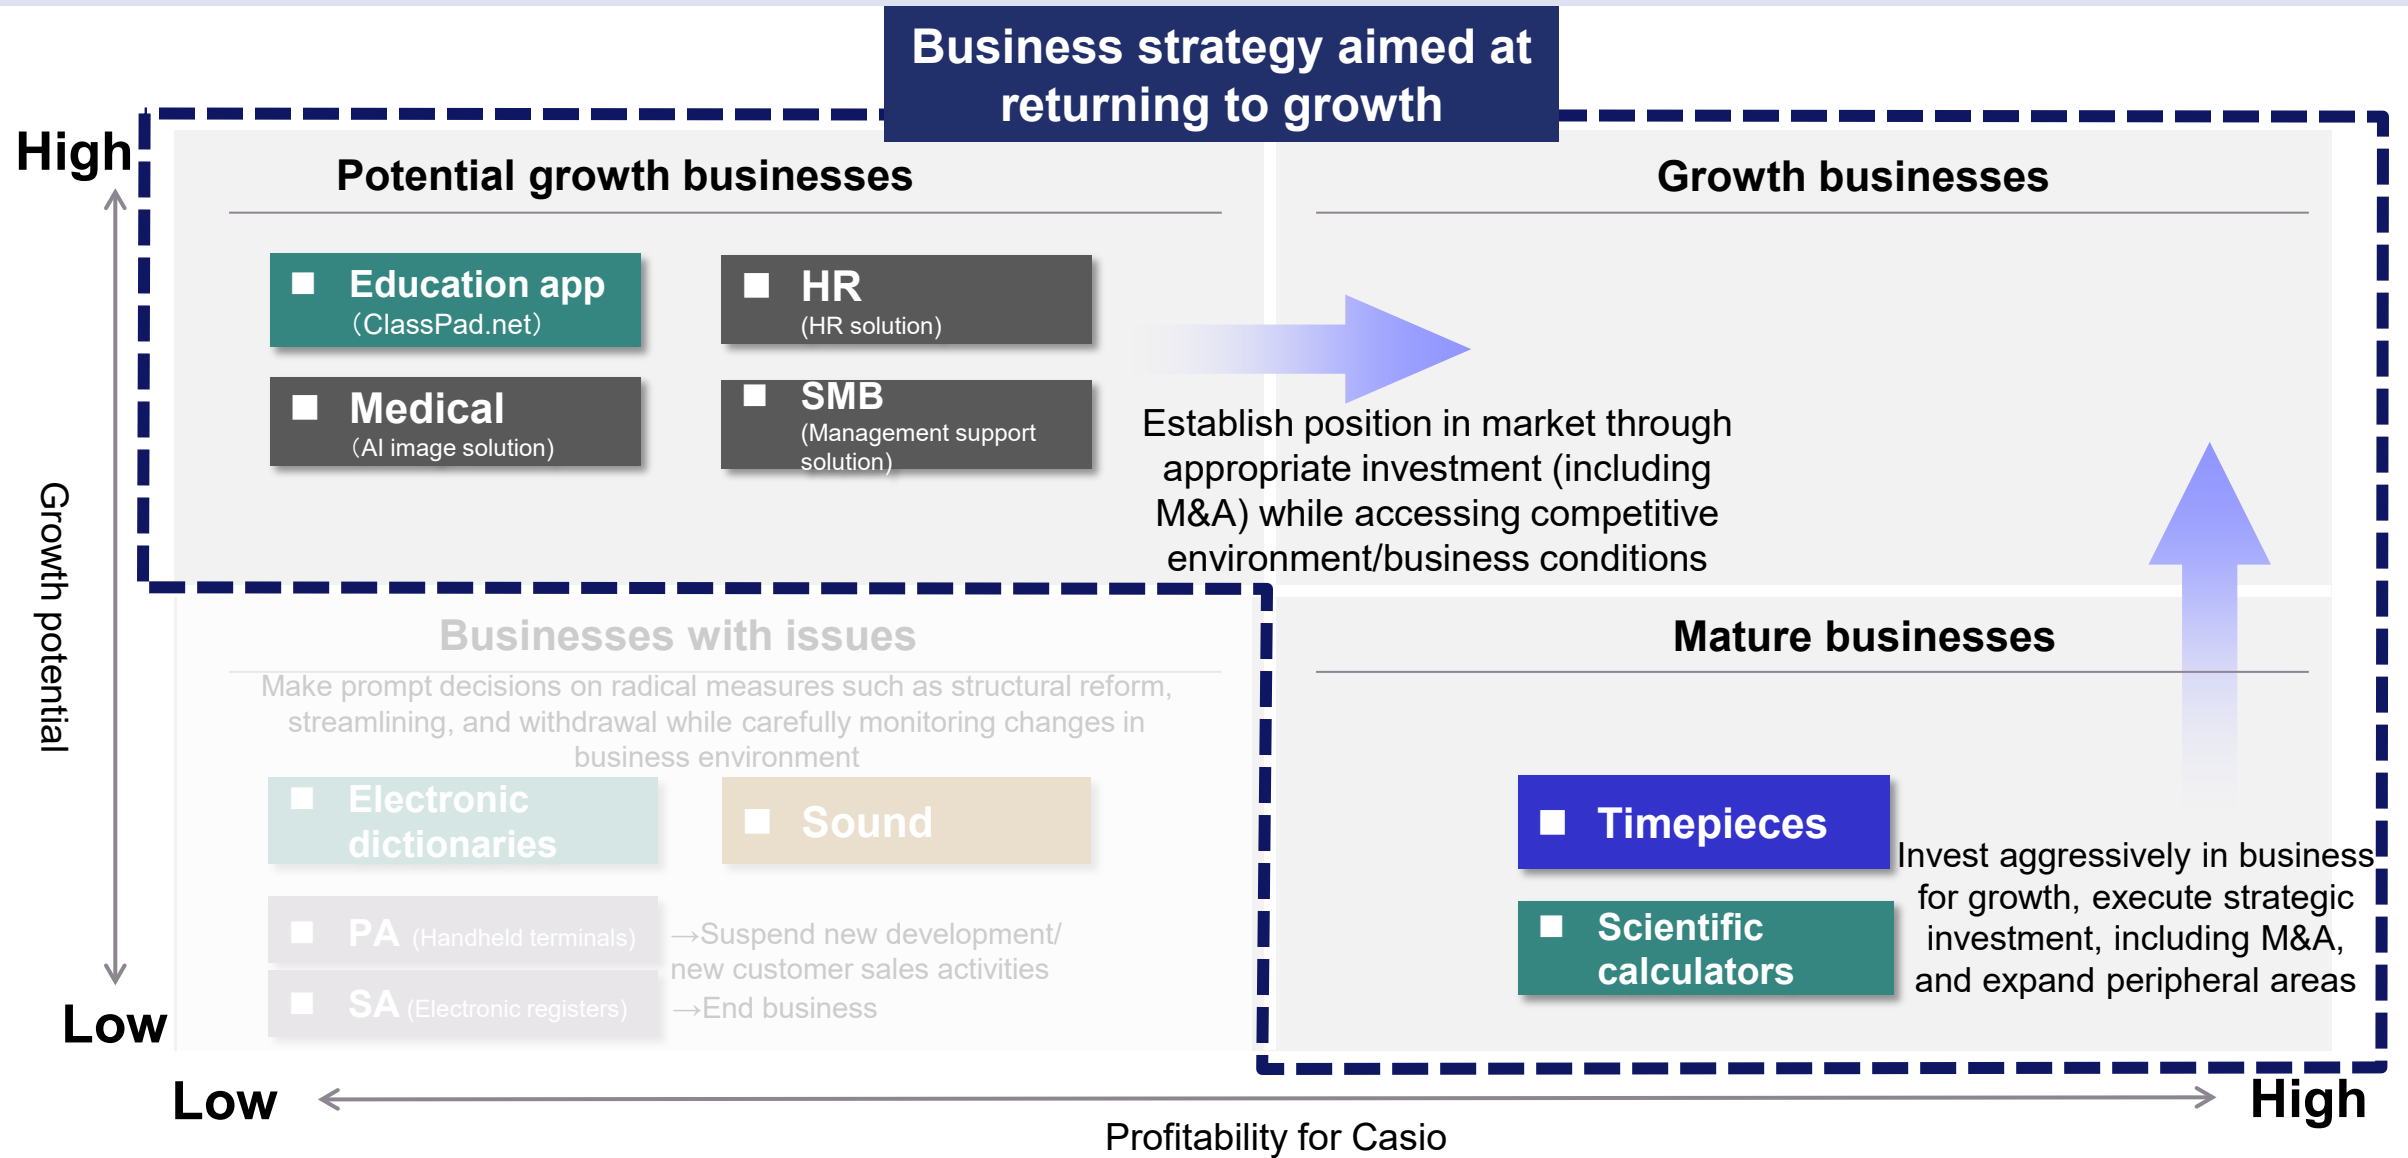 Business strategy aimed at
returning to growth
High
Potential growth businesses
Growth businesses
■ Education app
（ClassPad.net）
■ HR
(HR solution)
■ Medical
（AI image solution)
■ SMB
(Management support
solution)
Establish position in market through
appropriate investment (including
M&A) while accessing competitive
environment/business conditions
Growth potential
Businesses with issues
Make prompt decisions on radical measures such as structural reform,
streamlining, and withdrawal while carefully monitoring changes in
business environment
■ Electronic
dictionaries
■ Sound
■ PA (Handheld terminals)
→Suspend new development/
new customer sales activities
■ SA (Electronic registers)
→End business
Mature businesses
■ Timepieces
■ Scientific
calculators
Invest aggressively in business
for growth, execute strategic
investment, including M&A,
and expand peripheral areas
Low
Low
High
Profitability for Casio